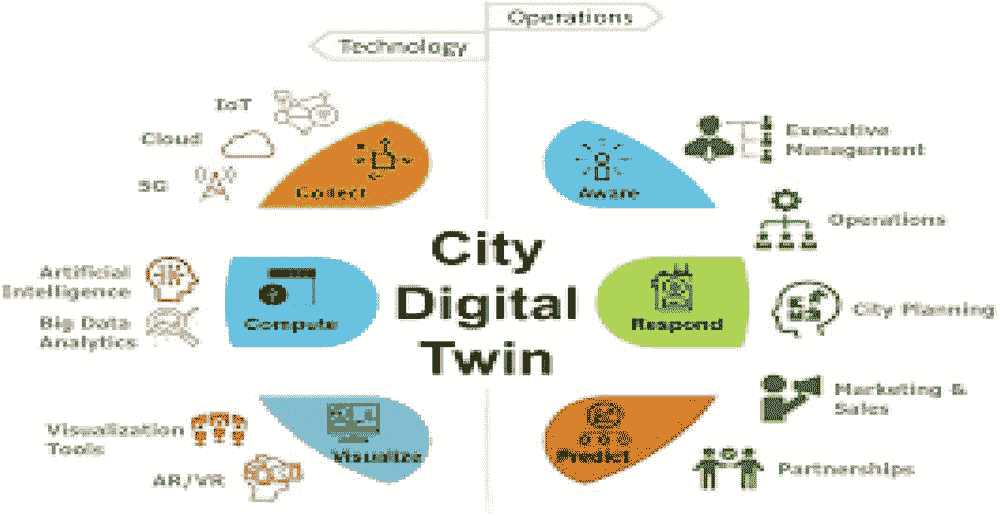 Operations
Technology
IoT
Cloud
5G
Collect
Artificial
Intelligence
Big Data
Analytics
Compute
Visualization
Tools
AR/VR
Visualize
City
Digital
Twin
Aware
Executive
Management
Operations
Respond
City Planning
Marketing &
Sales
Predict
Partnerships